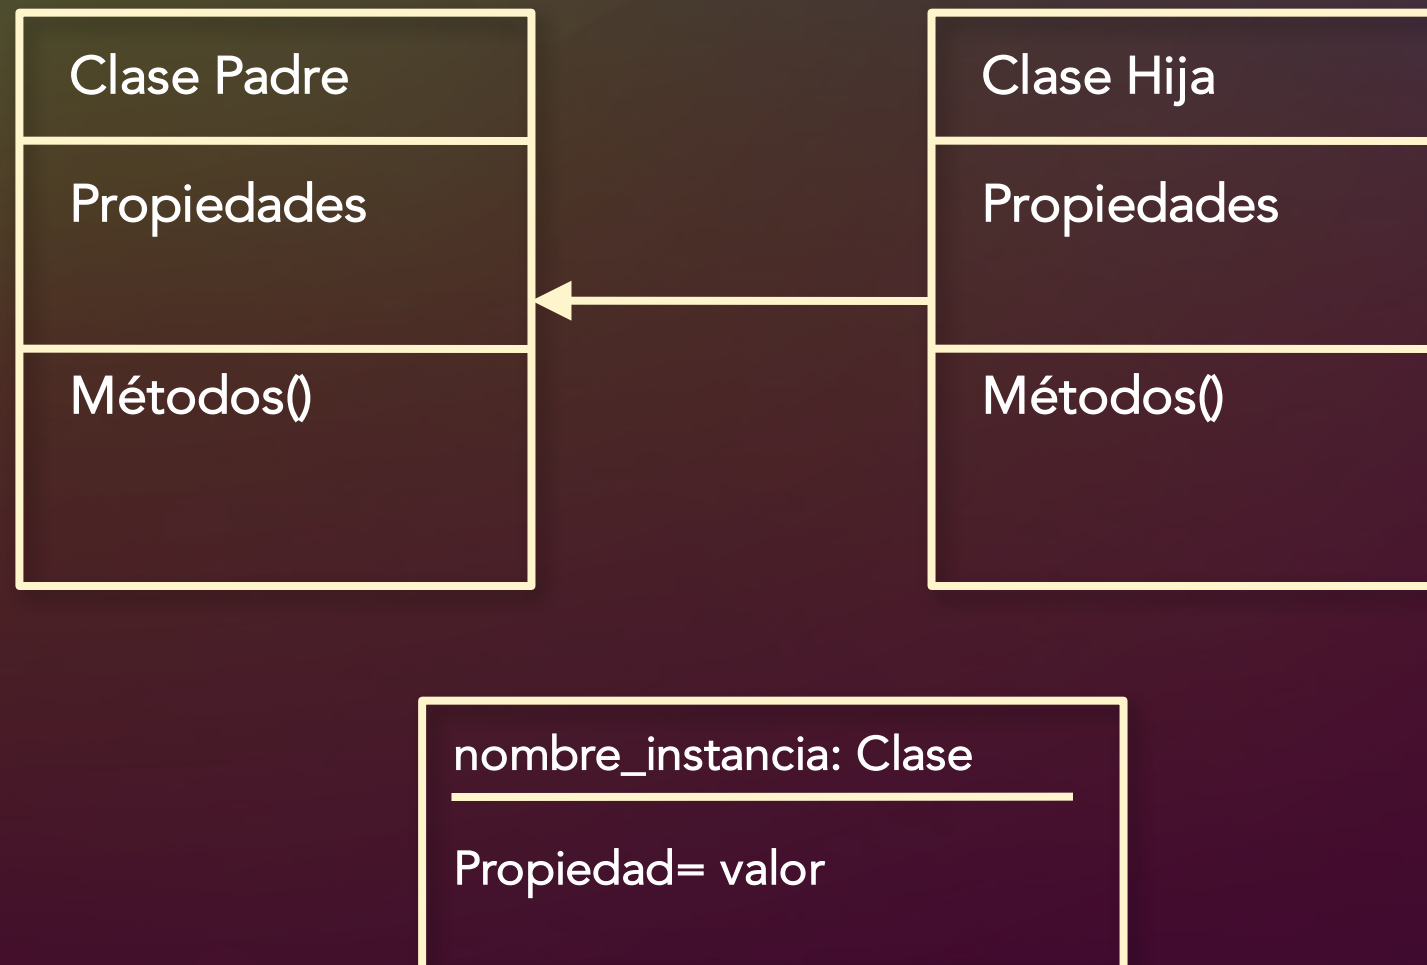 Clase Padre
Propiedades
Métodos()
Clase Hija
Propiedades
Métodos()
nombre_instancia: Clase
Propiedad= valor